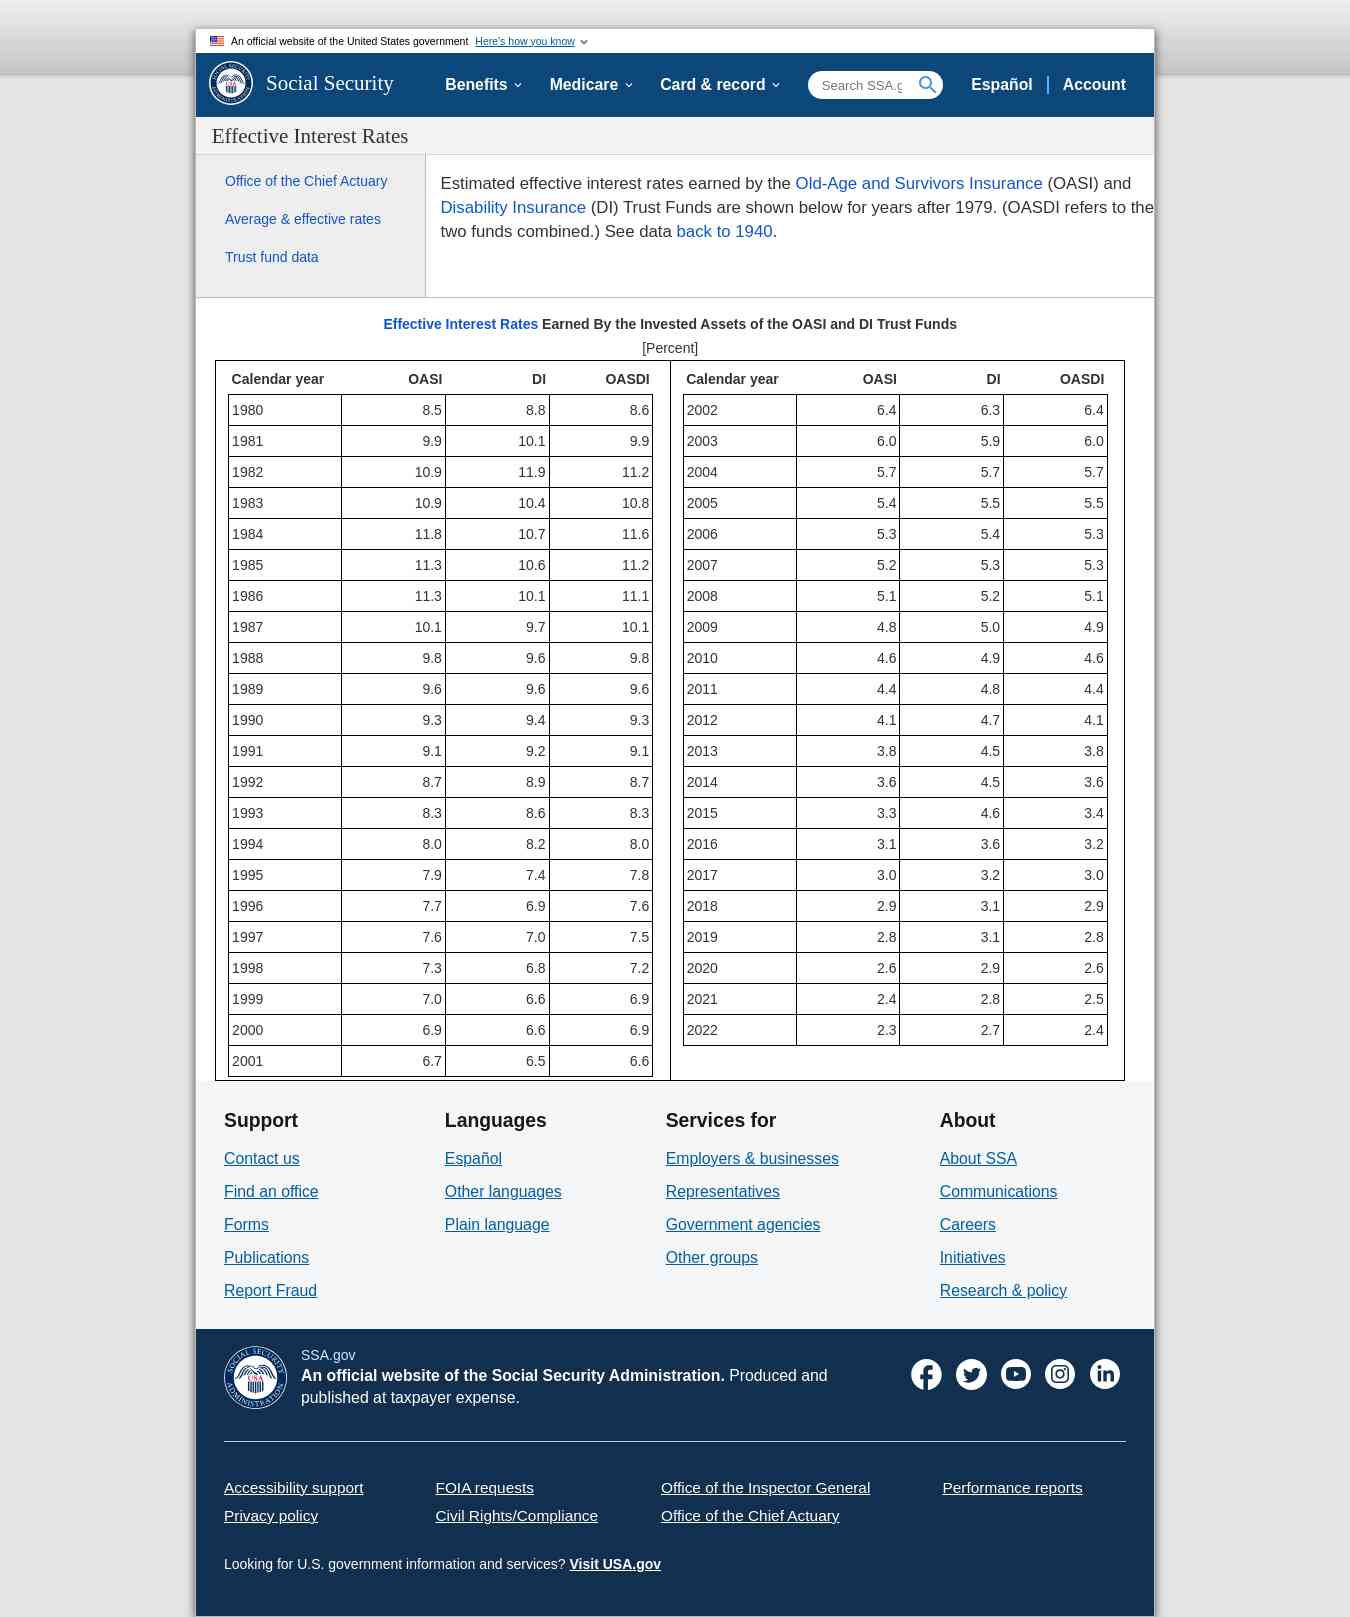 An official website of the United States government Here's how you know
Social Security Benefits Medicare Card & record Search SSA.g Español Account
Effective Interest Rates
Office of the Chief Actuary
Average & effective rates
Trust fund data
Estimated effective interest rates earned by the Old-Age and Survivors Insurance (OASI) and
Disability Insurance (DI) Trust Funds are shown below for years after 1979. (OASDI refers to the
two funds combined.) See data back to 1940.
Effective Interest Rates Earned By the Invested Assets of the OASI and DI Trust Funds
[Percent]
Calendar year OASI DI OASDI
1980 8.5 8.8 8.6
1981 9.9 10.1 9.9
1982 10.9 11.9 11.2
1983 10.9 10.4 10.8
1984 11.8 10.7 11.6
1985 11.3 10.6 11.2
1986 11.3 10.1 11.1
1987 10.1 9.7 10.1
1988 9.8 9.6 9.8
1989 9.6 9.6 9.6
1990 9.3 9.4 9.3
1991 9.1 9.2 9.1
1992 8.7 8.9 8.7
1993 8.3 8.6 8.3
1994 8.0 8.2 8.0
1995 7.9 7.4 7.8
1996 7.7 6.9 7.6
1997 7.6 7.0 7.5
1998 7.3 6.8 7.2
1999 7.0 6.6 6.9
2000 6.9 6.6 6.9
2001 6.7 6.5 6.6
Calendar year OASI DI OASDI
2002 6.4 6.3 6.4
2003 6.0 5.9 6.0
2004 5.7 5.7 5.7
2005 5.4 5.5 5.5
2006 5.3 5.4 5.3
2007 5.2 5.3 5.3
2008 5.1 5.2 5.1
2009 4.8 5.0 4.9
2010 4.6 4.9 4.6
2011 4.4 4.8 4.4
2012 4.1 4.7 4.1
2013 3.8 4.5 3.8
2014 3.6 4.5 3.6
2015 3.3 4.6 3.4
2016 3.1 3.6 3.2
2017 3.0 3.2 3.0
2018 2.9 3.1 2.9
2019 2.8 3.1 2.8
2020 2.6 2.9 2.6
2021 2.4 2.8 2.5
2022 2.3 2.7 2.4
Support
Contact us
Find an office
Forms
Publications
Report Fraud
Languages
Español
Other languages
Plain language
Services for
Employers & businesses
Representatives
Government agencies
Other groups
About
About SSA
Communications
Careers
Initiatives
Research & policy
SOCIAL SECURITY
USA
ADMINISTRATION
SSA.gov
An official website of the Social Security Administration. Produced and
published at taxpayer expense.
Accessibility support FOIA requests Office of the Inspector General Performance reports
Privacy policy Civil Rights/Compliance Office of the Chief Actuary
Looking for U.S. government information and services? Visit USA.gov